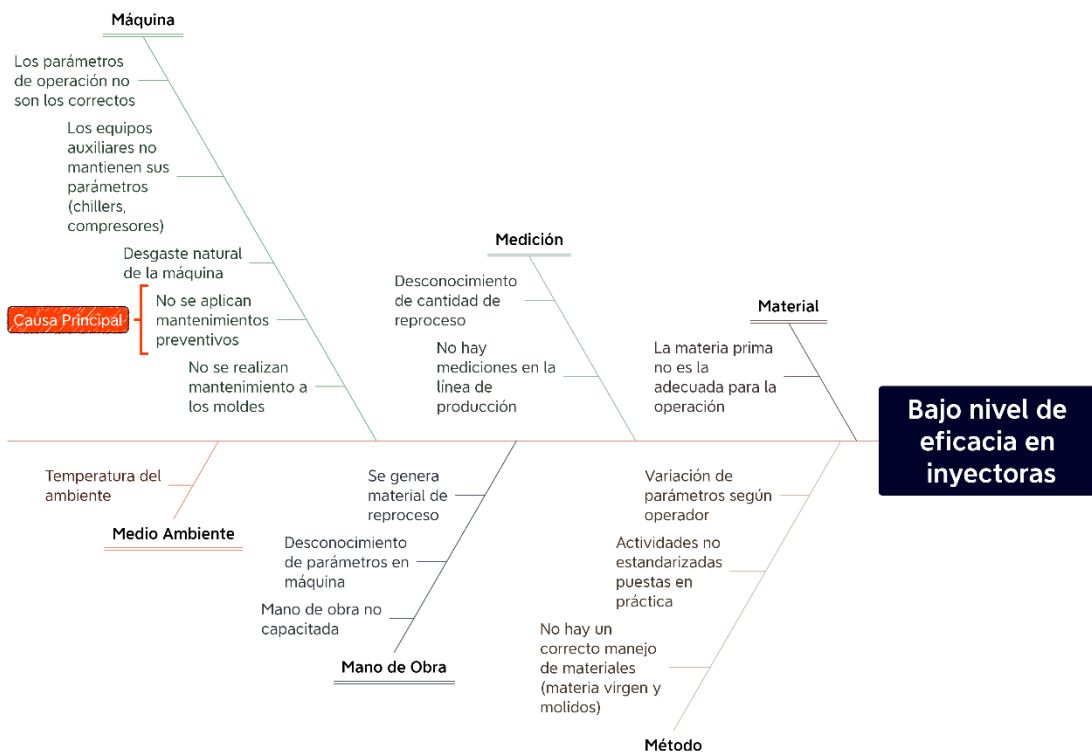 Máquina
Los parámetros
de operación no
son los correctos
Los equipos
auxiliares no
mantienen sus
parámetros
(chillers,
compresores)
Desgaste natural
de la máquina
Causa Principal
No se aplican
mantenimientos
preventivos
No se realizan
mantenimiento a
los moldes
Medición
Desconocimiento
de cantidad de
reproceso
No hay
mediciones en la
línea de
producción
Material
La materia prima
no es la
adecuada para la
operación
Bajo nivel de
eficacia en
inyectoras
Temperatura del
ambiente
Medio Ambiente
Se genera
material de
reproceso
Desconocimiento
de parámetros en
máquina
Mano de obra no
capacitada
Mano de Obra
Variación de
parámetros según
operador
Actividades no
estandarizadas
puestas en
práctica
No hay un
correcto manejo
de materiales
(materia virgen y
molidos)
Método